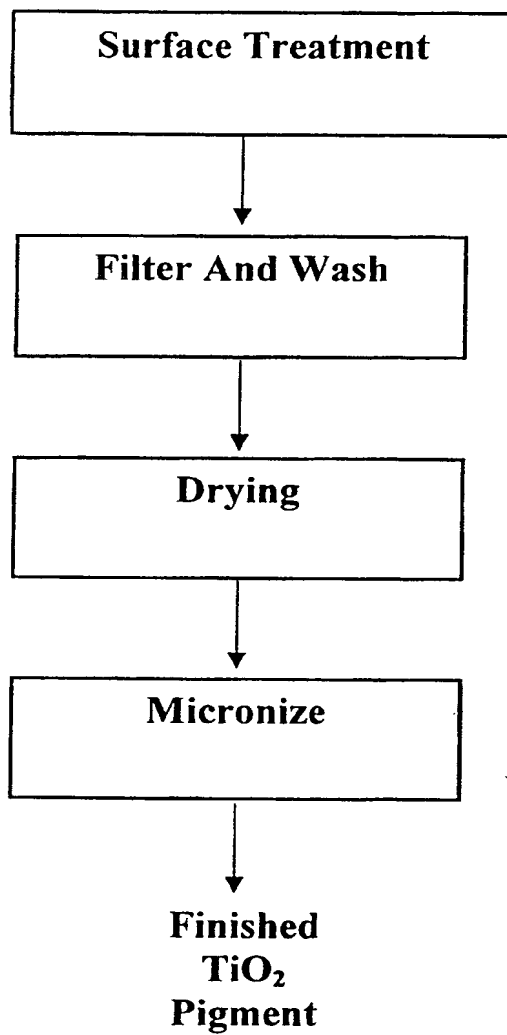 Surface Treatment
Filter And Wash
Drying
Micronize
Finished
TiO₂
Pigment